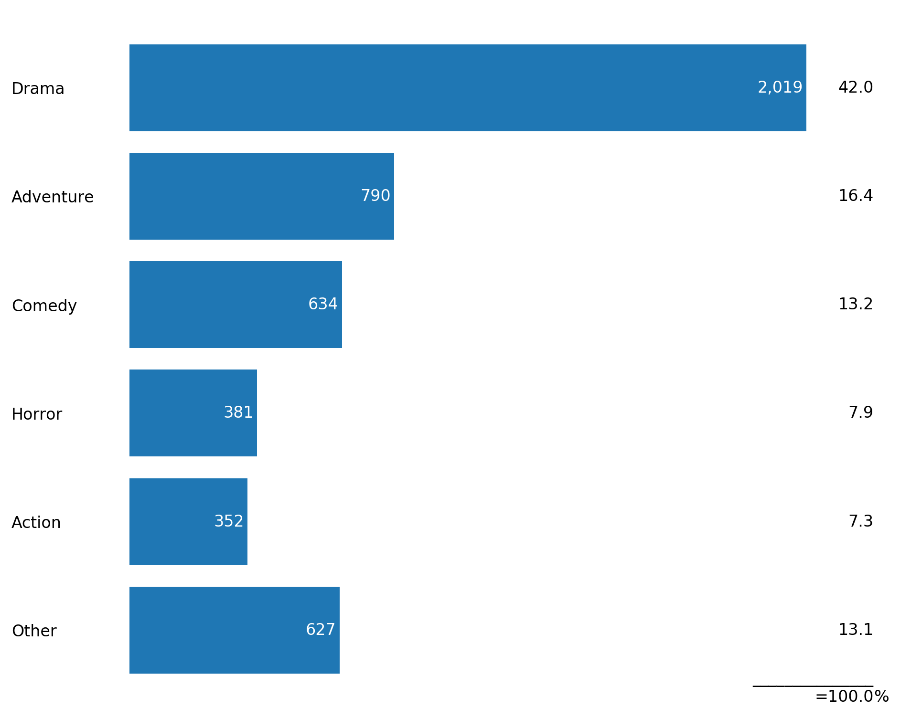 Drama 2,019 42.0
Adventure 790 16.4
Comedy 634 13.2
Horror 381 7.9
Action 352 7.3
Other 627 13.1
=100.0%